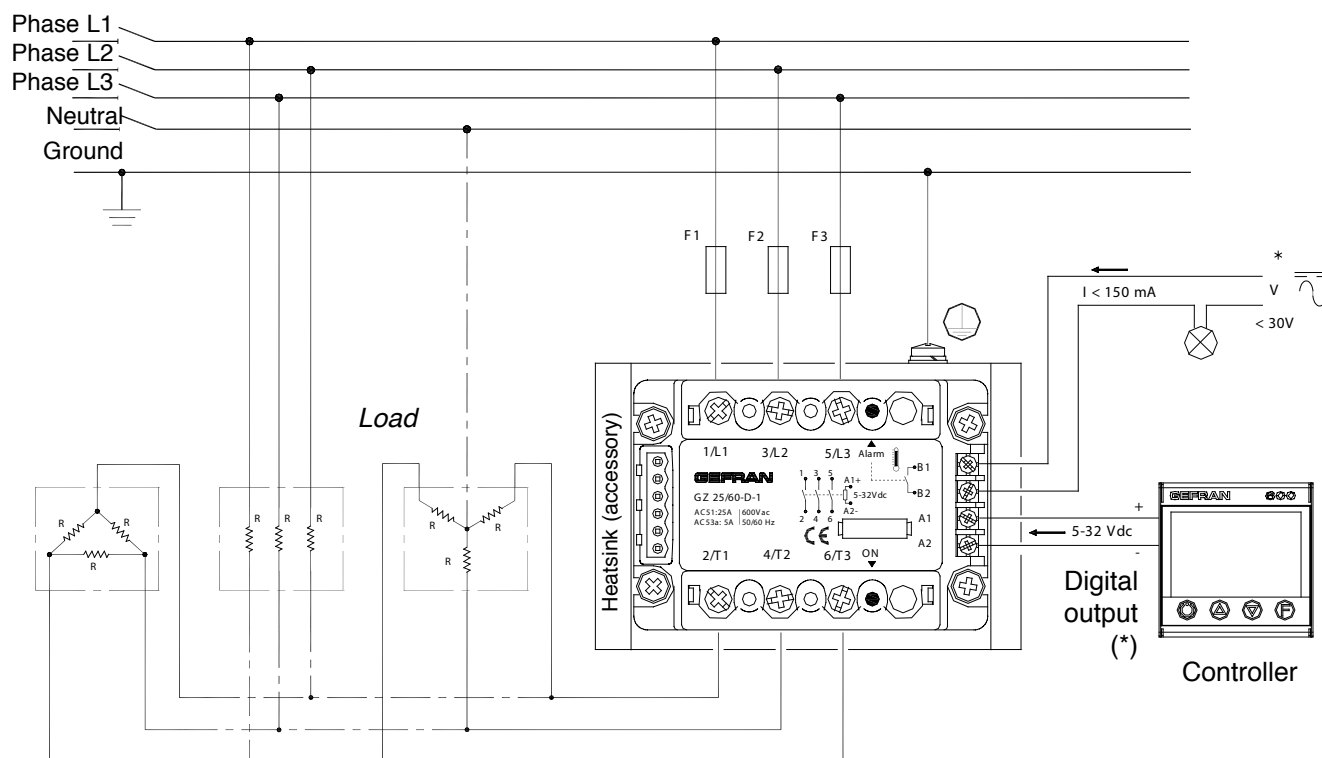 Phase L1
Phase L2
Phase L3
Neutral
Ground
F1 F2 F3
*
I < 150 mA
V
< 30V
Load
Heatsink (accessory)
1/L1 3/L2 5/L3 Alarm
B1
GEFRAN
1 3 5
A1+
B2
GZ 25/60-D-1
5-32Vdc
AC51:25A 600Vac
AC53a: 5A 50/60 Hz
A2-
2 4 6
CE
A1
A2
2/T1 4/T2 6/T3 ON
GEFRAN 600
+
5-32 Vdc
-
F
Digital
output
(*)
Controller
R R
R
R R R
R R
R